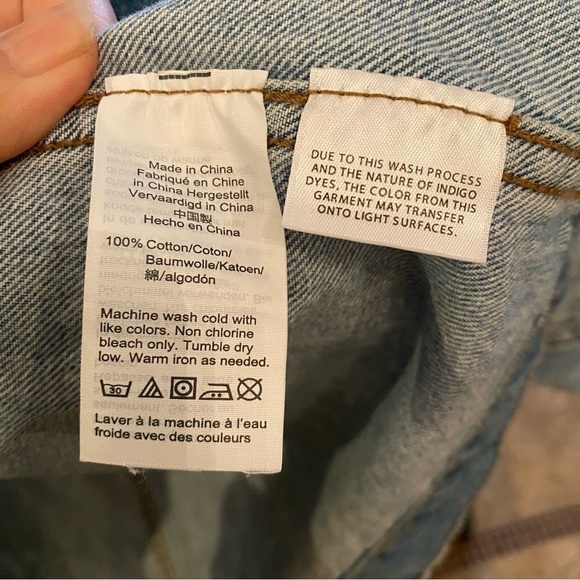 Made in China
Fabriqué en Chine
in China Hergestellt
Vervaardigd in China
中国製
Hecho en China
100% Cotton/Coton/
Baumwolle/Katoen/
綿/algodón
Machine wash cold with
like colors. Non chlorine
bleach only. Tumble dry
low. Warm iron as needed.
30
Laver à la machine à l'eau
froide avec des couleurs
DUE TO THIS WASH PROCESS
AND THE NATURE OF INDIGO
DYES, THE COLOR FROM THIS
GARMENT MAY TRANSFER
ONTO LIGHT SURFACES.